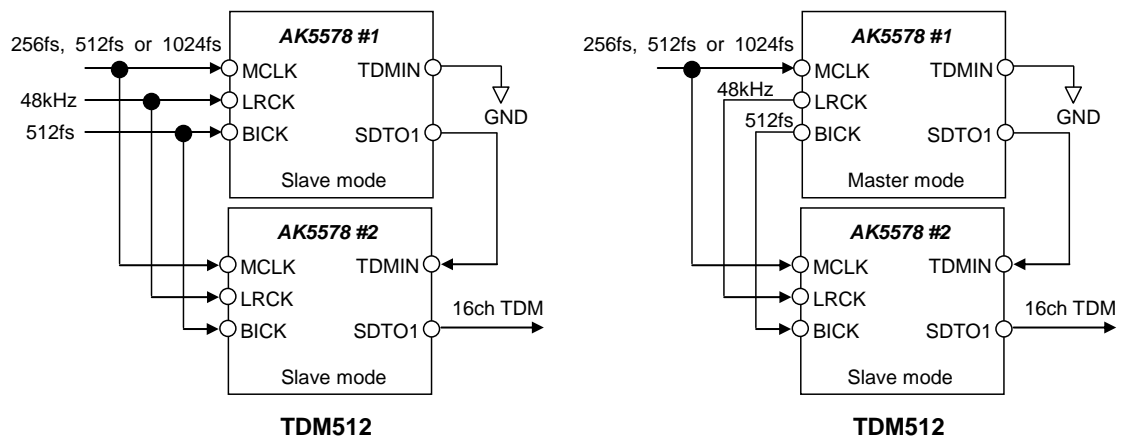 AK5578 #1
256fs, 512fs or 1024fs
MCLK
TDMIN
48kHz
LRCK
GND
512fs
BICK
SDTO1
Slave mode
AK5578 #2
MCLK
TDMIN
LRCK
16ch TDM
BICK
SDTO1
Slave mode
TDM512
AK5578 #1
256fs, 512fs or 1024fs
MCLK
TDMIN
48kHz
LRCK
GND
512fs
BICK
SDTO1
Master mode
AK5578 #2
MCLK
TDMIN
LRCK
16ch TDM
BICK
SDTO1
Slave mode
TDM512